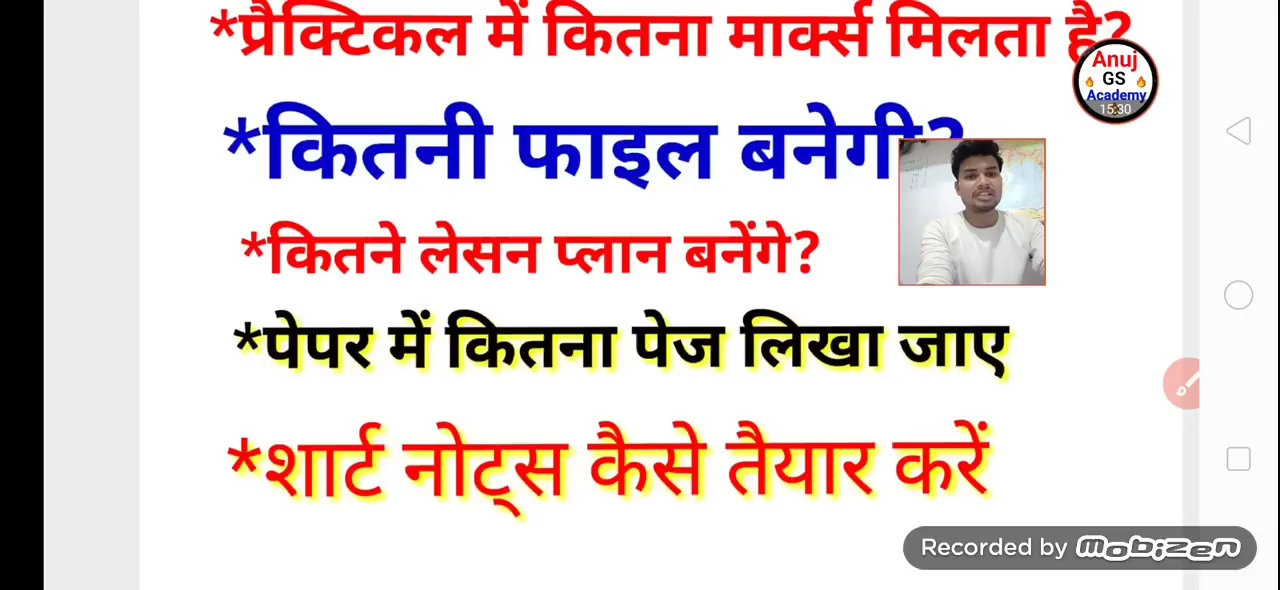 *प्रैक्टिकल में कितना मार्क्स मिलता है?
Anuj
GS
Academy
15:30
*कितनी फाइल बनेगी?
*कितने लेसन प्लान बनेंगे?
*पेपर में कितना पेज लिखा जाए
*शार्ट नोट्स कैसे तैयार करें
Recorded by mobizen